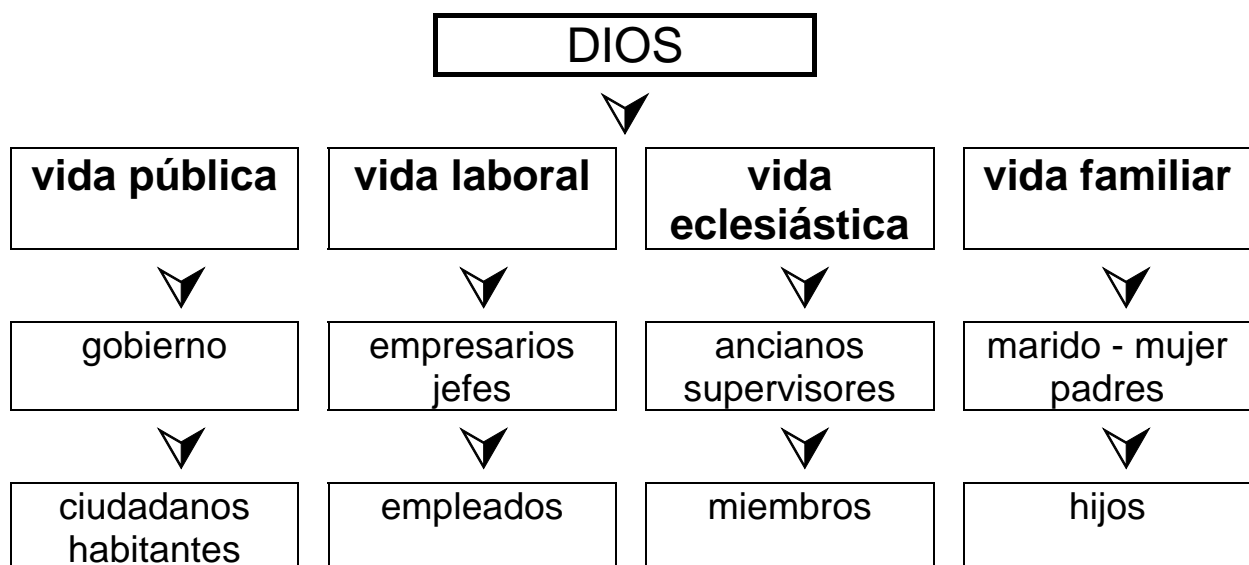 DIOS
vida pública
vida laboral
vida
eclesiástica
vida familiar
gobierno
empresarios
jefes
ancianos
supervisores
marido - mujer
padres
ciudadanos
habitantes
empleados
miembros
hijos